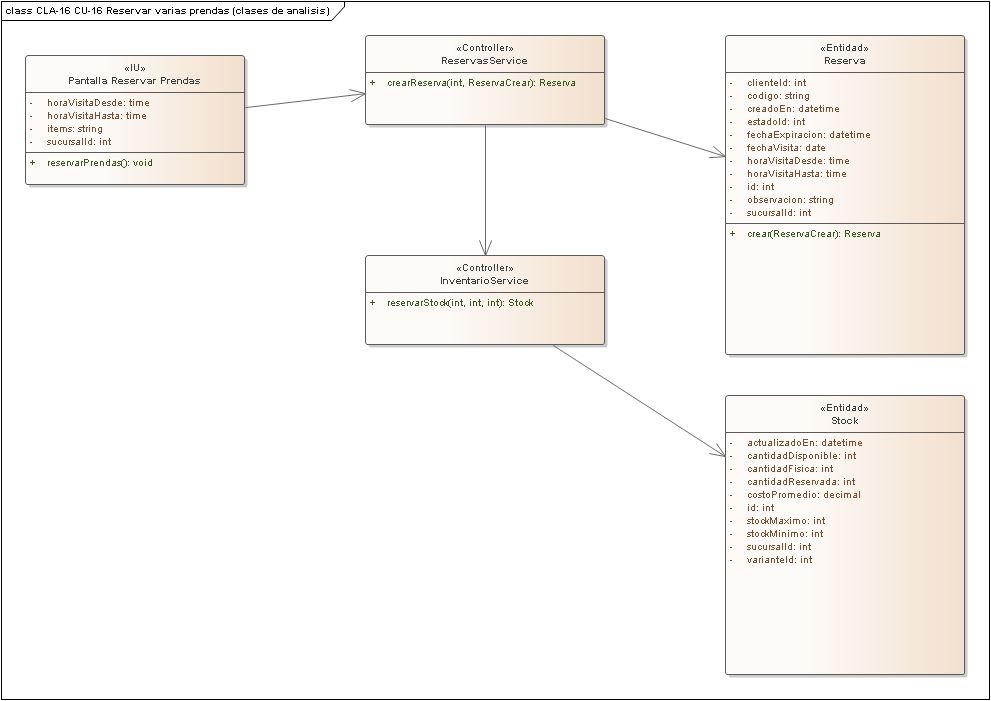 class CLA-16 CU-16 Reservar varias prendas (clases de analisis)
«IU»
Pantalla Reservar Prendas
- horaVisitaDesde: time
- horaVisitaHasta: time
- items: string
- sucursalId: int
+ reservarPrendas(): void
«Controller»
ReservasService
+ crearReserva(int, ReservaCrear): Reserva
«Entidad»
Reserva
- clienteId: int
- codigo: string
- creadoEn: datetime
- estadoId: int
- fechaExpiracion: datetime
- fechaVisita: date
- horaVisitaDesde: time
- horaVisitaHasta: time
- id: int
- observacion: string
- sucursalId: int
+ crear(ReservaCrear): Reserva
«Controller»
InventarioService
+ reservarStock(int, int, int): Stock
«Entidad»
Stock
- actualizadoEn: datetime
- cantidadDisponible: int
- cantidadFisica: int
- cantidadReservada: int
- costoPromedio: decimal
- id: int
- stockMaximo: int
- stockMinimo: int
- sucursalId: int
- varianteId: int